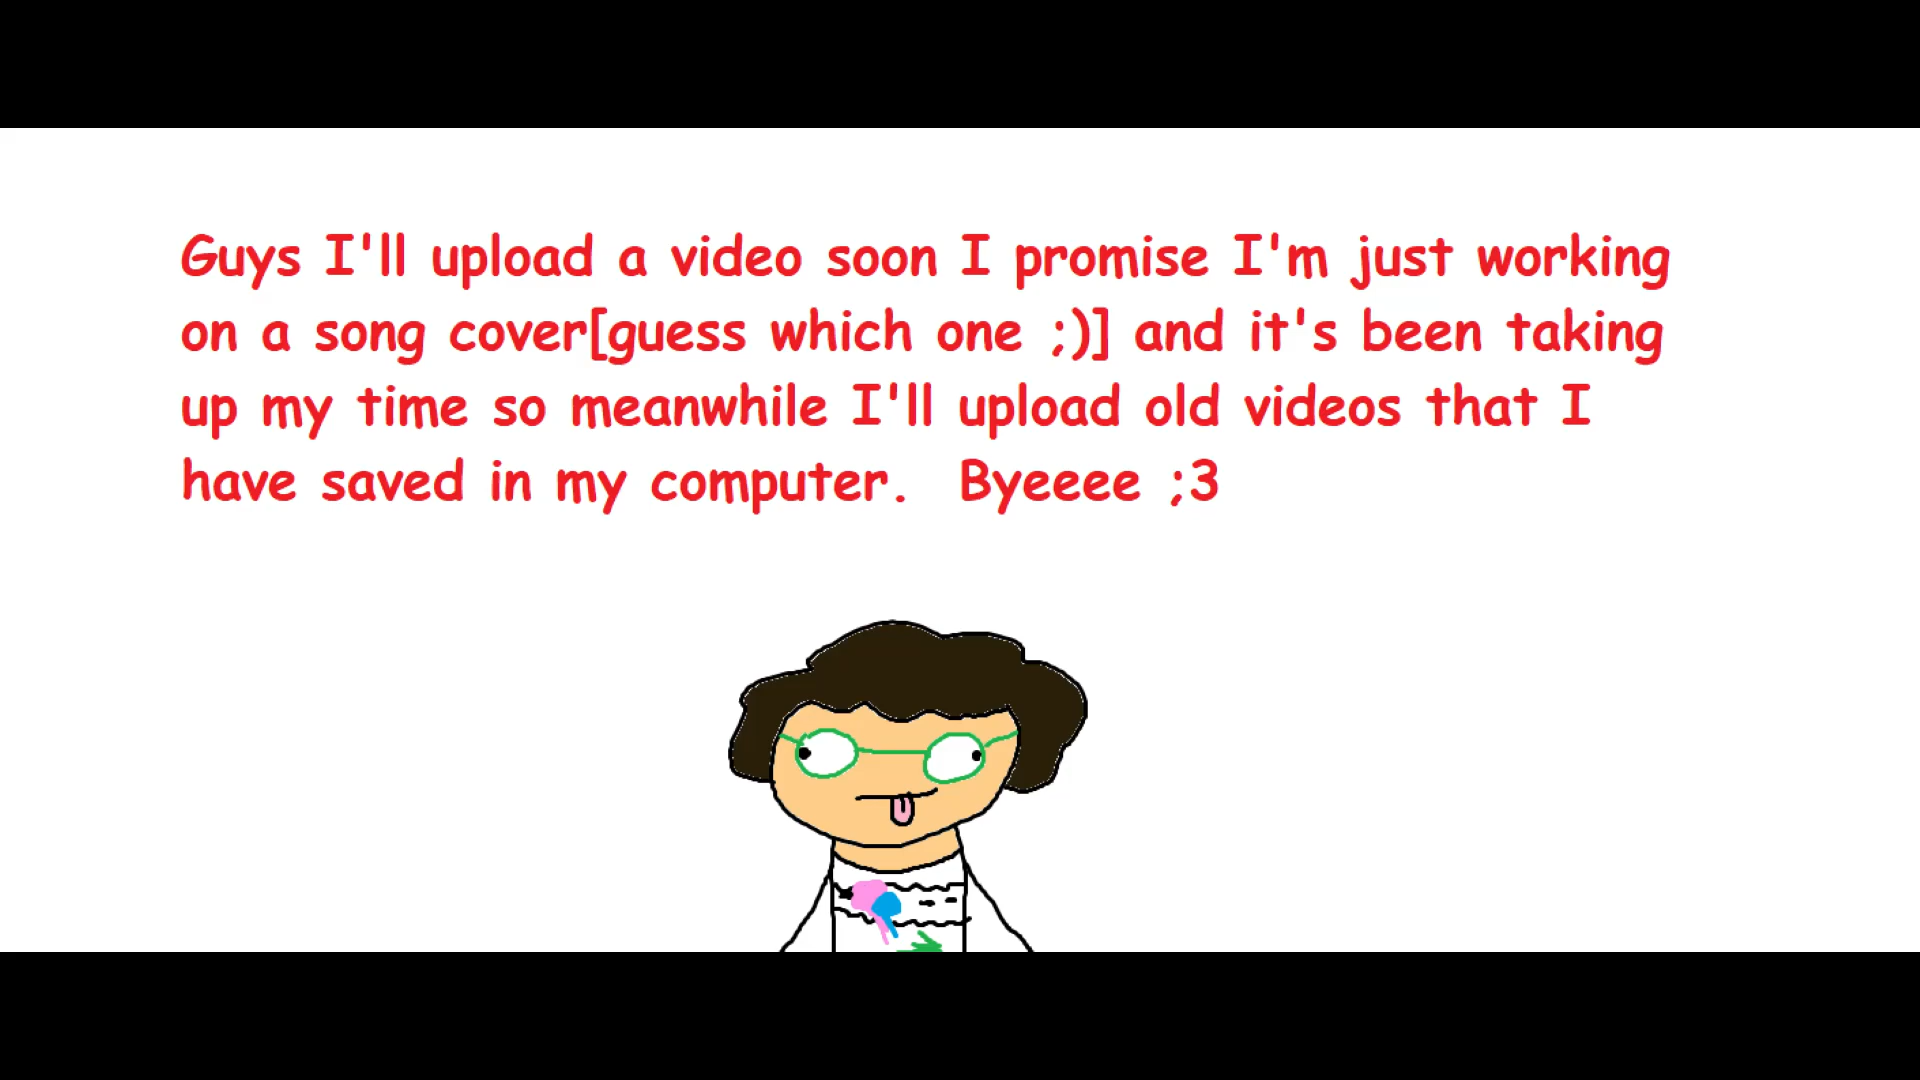 Guys I'll upload a video soon I promise I'm just working
on a song cover[guess which one ;)] and it's been taking
up my time so meanwhile I'll upload old videos that I
have saved in my computer.  Byeeee ;3